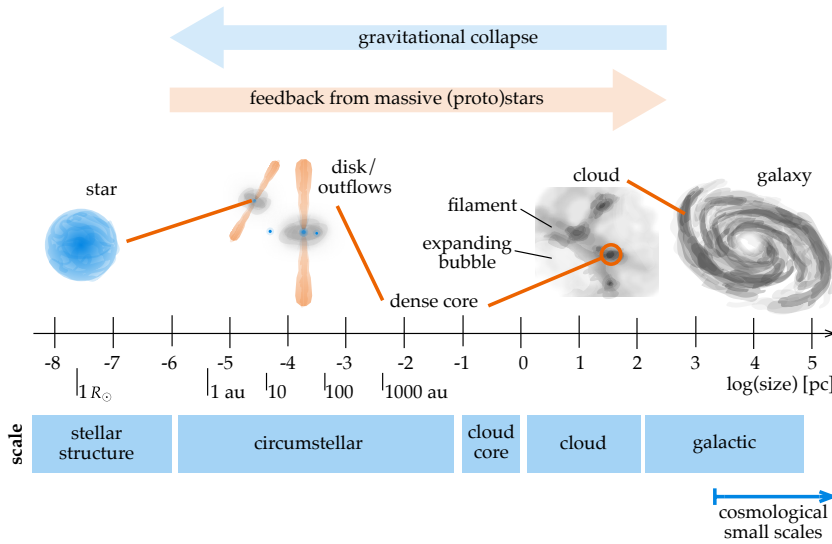 gravitational collapse
feedback from massive (proto)stars
star
disk/
outflows
cloud
galaxy
filament
expanding
bubble
dense core
-8 -7 -6 -5 -4 -3 -2 -1 0 1 2 3 4 5
1 R☉ 1 au 10 100 1000 au log(size) [pc]
scale
stellar
structure
circumstellar
cloud
core
cloud
galactic
cosmological
small scales